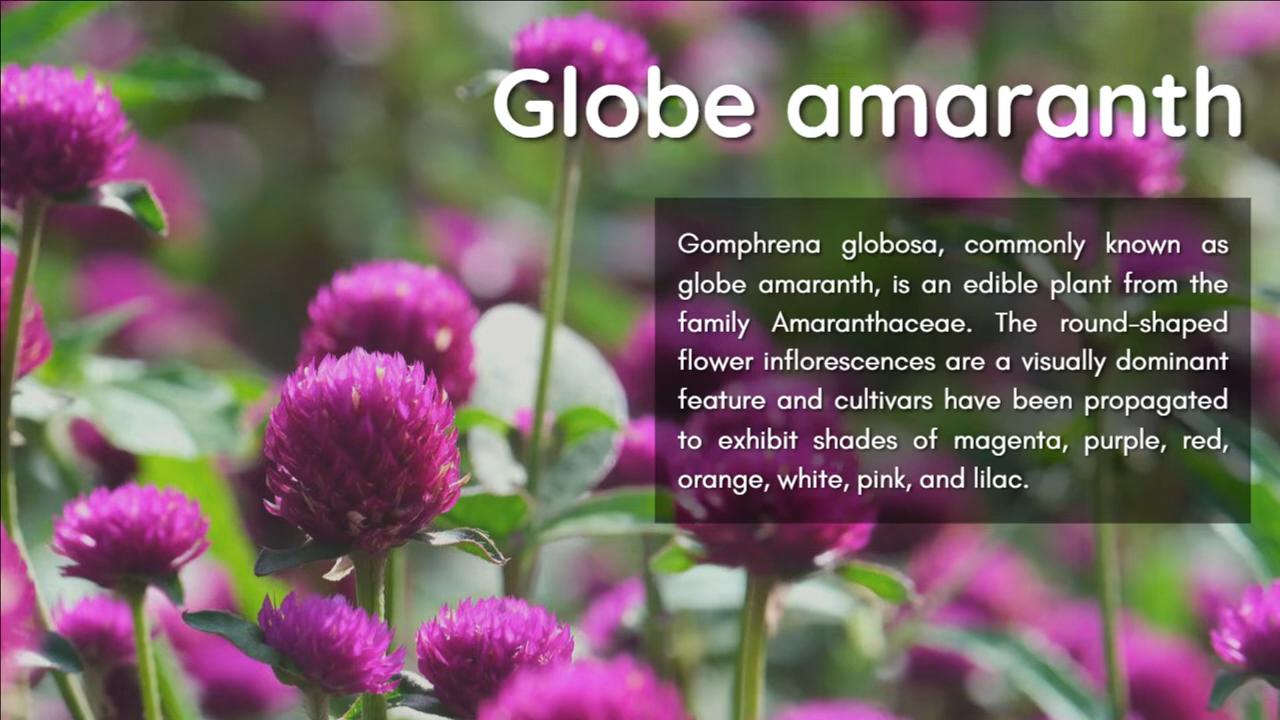 Globe amaranth
Gomphrena globosa, commonly known as
globe amaranth, is an edible plant from the
family Amaranthaceae. The round-shaped
flower inflorescences are a visually dominant
feature and cultivars have been propagated
to exhibit shades of magenta, purple, red,
orange, white, pink, and lilac.